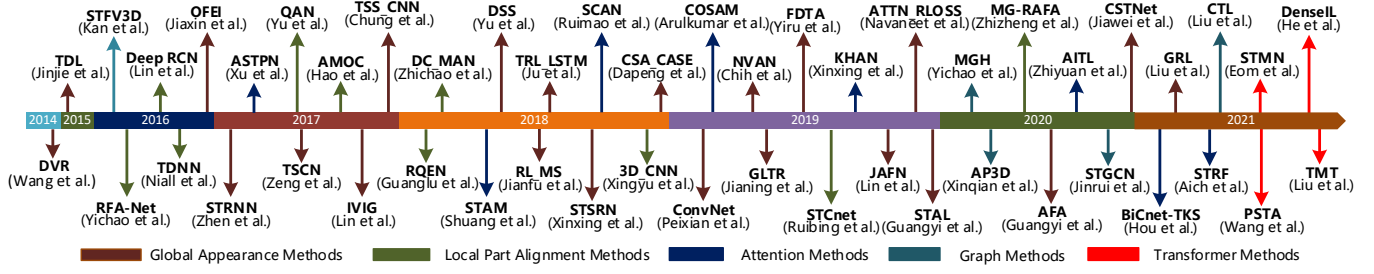 STFV3D
(Kan et al.)
OFEI
(Jiaxin et al.)
QAN
(Yu et al.)
TSS_CNN
(Chung et al.)
DSS
(Yu et al.)
SCAN
(Ruimao et al.)
COSAM
(Arulkumar et al.)
FDTA
(Yiru et al.)
ATTN_RLOSS
(Navaneet et al.)
MG-RAFA
(Zhizheng et al.)
CSTNet
(Jiawei et al.)
CTL
(Liu et al.)
DenseIL
(He et al.)
TDL
(Jinjie et al.)
Deep RCN
(Lin et al.)
ASTPN
(Xu et al.)
AMOC
(Hao et al.)
DC_MAN
(Zhichao et al.)
TRL_LSTM
(Ju et al.)
CSA_CASE
(Dapeng et al.)
NVAN
(Chih et al.)
KHAN
(Xinxing et al.)
MGH
(Yichao et al.)
AITL
(Zhiyuan et al.)
GRL
(Liu et al.)
STMN
(Eom et al.)
2014 2015 2016 2017 2018 2019 2020 2021
DVR
(Wang et al.)
TDNN
(Niall et al.)
TSCN
(Zeng et al.)
RQEN
(Guanglu et al.)
RL_MS
(Jianfu et al.)
3D_CNN
(Xingyu et al.)
GLTR
(Jianing et al.)
JAFN
(Lin et al.)
AP3D
(Xinqian et al.)
STGCN
(Jinrui et al.)
STRF
(Aich et al.)
TMT
(Liu et al.)
RFA-Net
(Yichao et al.)
STRNN
(Zhen et al.)
IVIG
(Lin et al.)
STAM
(Shuang et al.)
STSRN
(Xinxing et al.)
ConvNet
(Peixian et al.)
STCnet
(Ruibing et al.)
STAL
(Guangyi et al.)
AFA
(Guangyi et al.)
BiCnet-TKS
(Hou et al.)
PSTA
(Wang et al.)
Global Appearance Methods
Local Part Alignment Methods
Attention Methods
Graph Methods
Transformer Methods